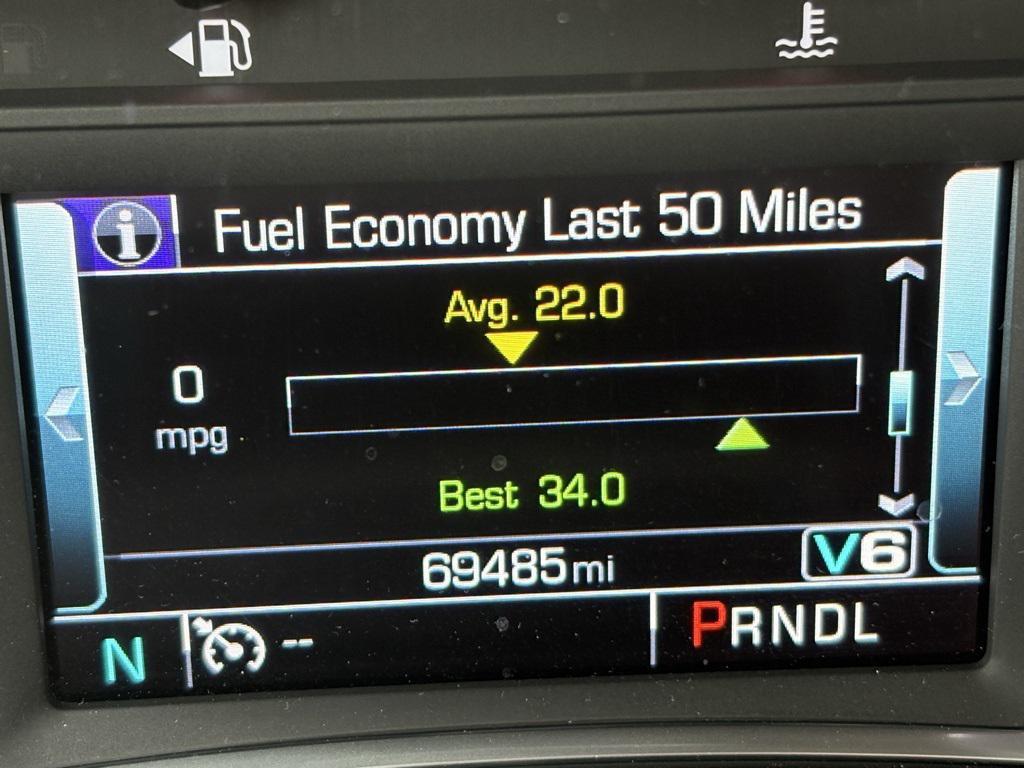 i Fuel Economy Last 50 Miles
Avg. 22.0
0
mpg
Best 34.0
69485mi
V6
N -- PRNDL